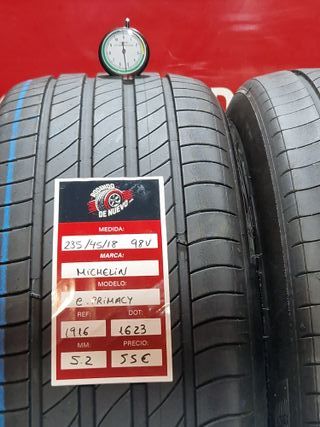 RODANDO
DE NUEVO
MEDIDA:
235/45/18 98V
MARCA:
MICHELIN
MODELO:
e. PRIMACY
REF: DOT:
1916 1623
MM: PRECIO:
5.2 55€